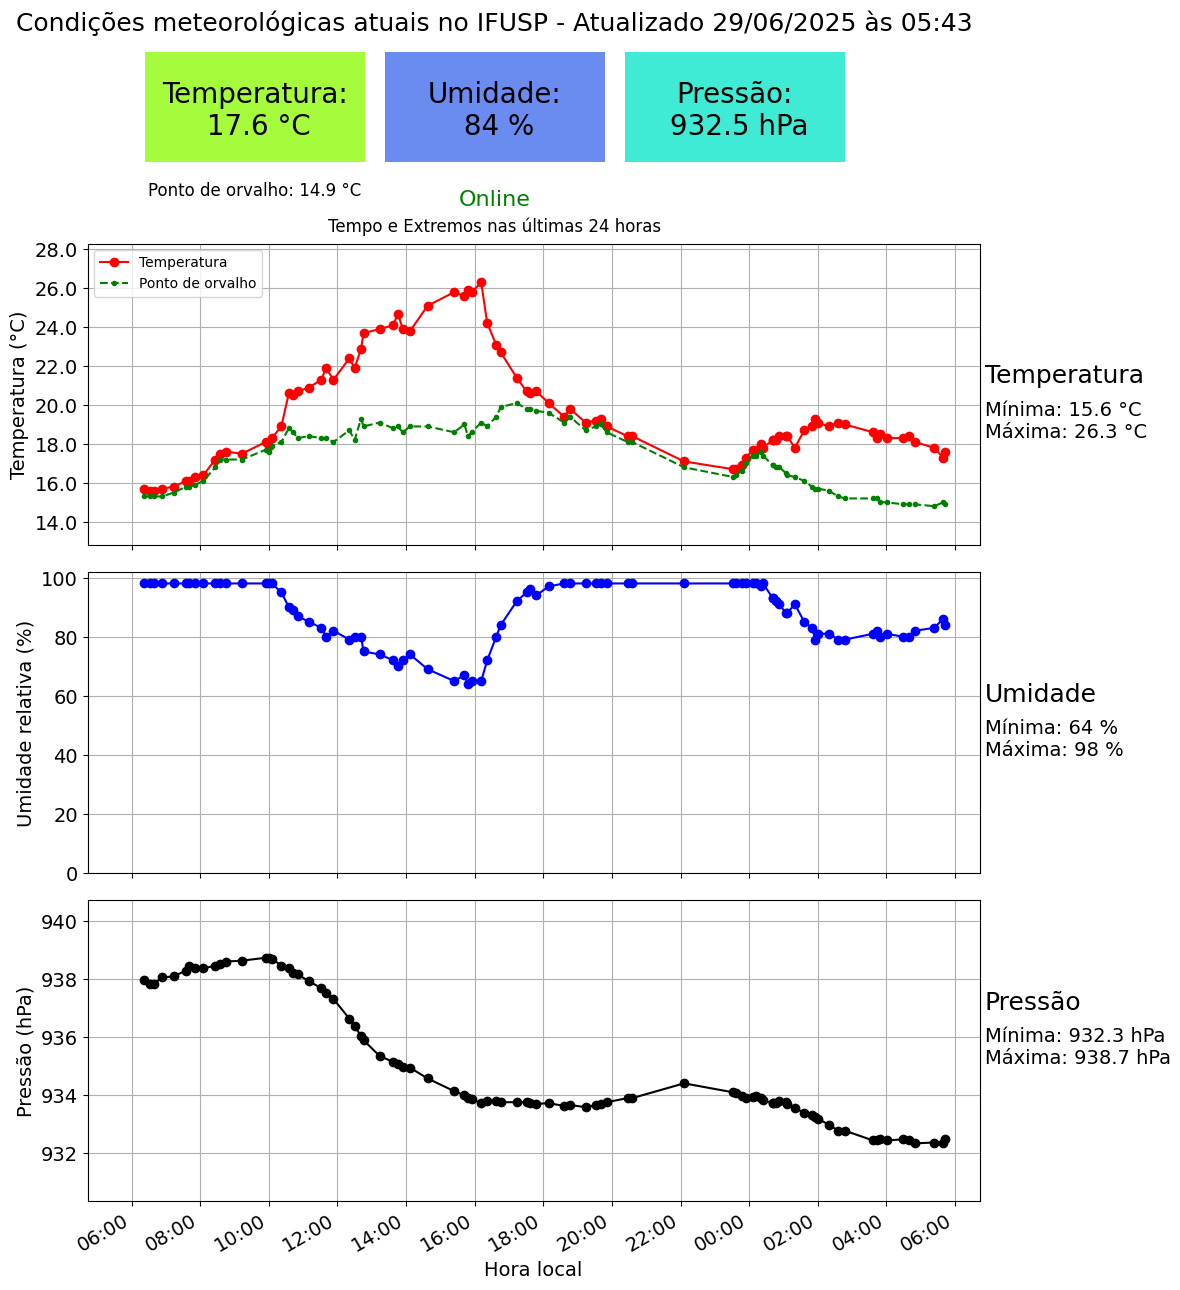 Condições meteorológicas atuais no IFUSP - Atualizado 29/06/2025 às 05:43
Temperatura:
17.6 °C
Umidade:
84 %
Pressão:
932.5 hPa
Ponto de orvalho: 14.9 °C
Online
Tempo e Extremos nas últimas 24 horas
Temperatura (°C)
28.0
26.0
24.0
22.0
20.0
18.0
16.0
14.0
Temperatura
Ponto de orvalho
Temperatura
Mínima: 15.6 °C
Máxima: 26.3 °C
Umidade relativa (%)
100
80
60
40
20
0
Umidade
Mínima: 64 %
Máxima: 98 %
Pressão (hPa)
940
938
936
934
932
Pressão
Mínima: 932.3 hPa
Máxima: 938.7 hPa
06:00 08:00 10:00 12:00 14:00 16:00 18:00 20:00 22:00 00:00 02:00 04:00 06:00
Hora local